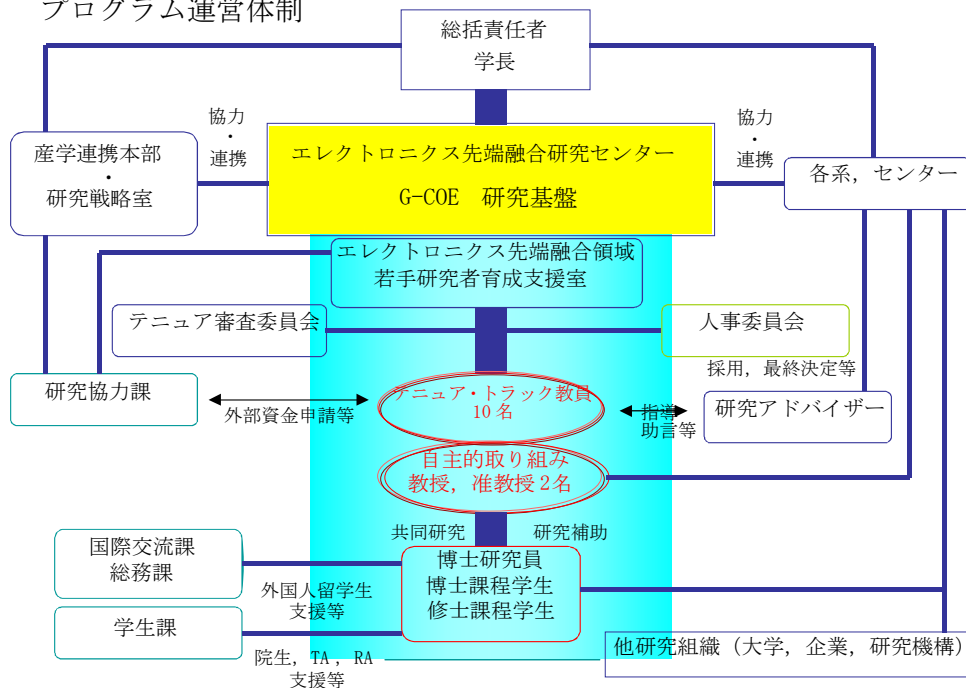 プログラム運営体制
総括責任者
学長
協力
・
連携
協力
・
連携
産学連携本部
・
研究戦略室
エレクトロニクス先端融合研究センター
G-COE 研究基盤
各系, センター
エレクトロニクス先端融合領域
若手研究者育成支援室
テニュア審査委員会
人事委員会
採用, 最終決定等
研究協力課
外部資金申請等
テニュア・トラック教員
10名
指導
助言等
研究アドバイザー
自主的取り組み
教授, 准教授2名
共同研究
研究補助
国際交流課
総務課
外国人留学生
支援等
博士研究員
博士課程学生
修士課程学生
学生課
院生, TA, RA
支援等
他研究組織（大学, 企業, 研究機構）